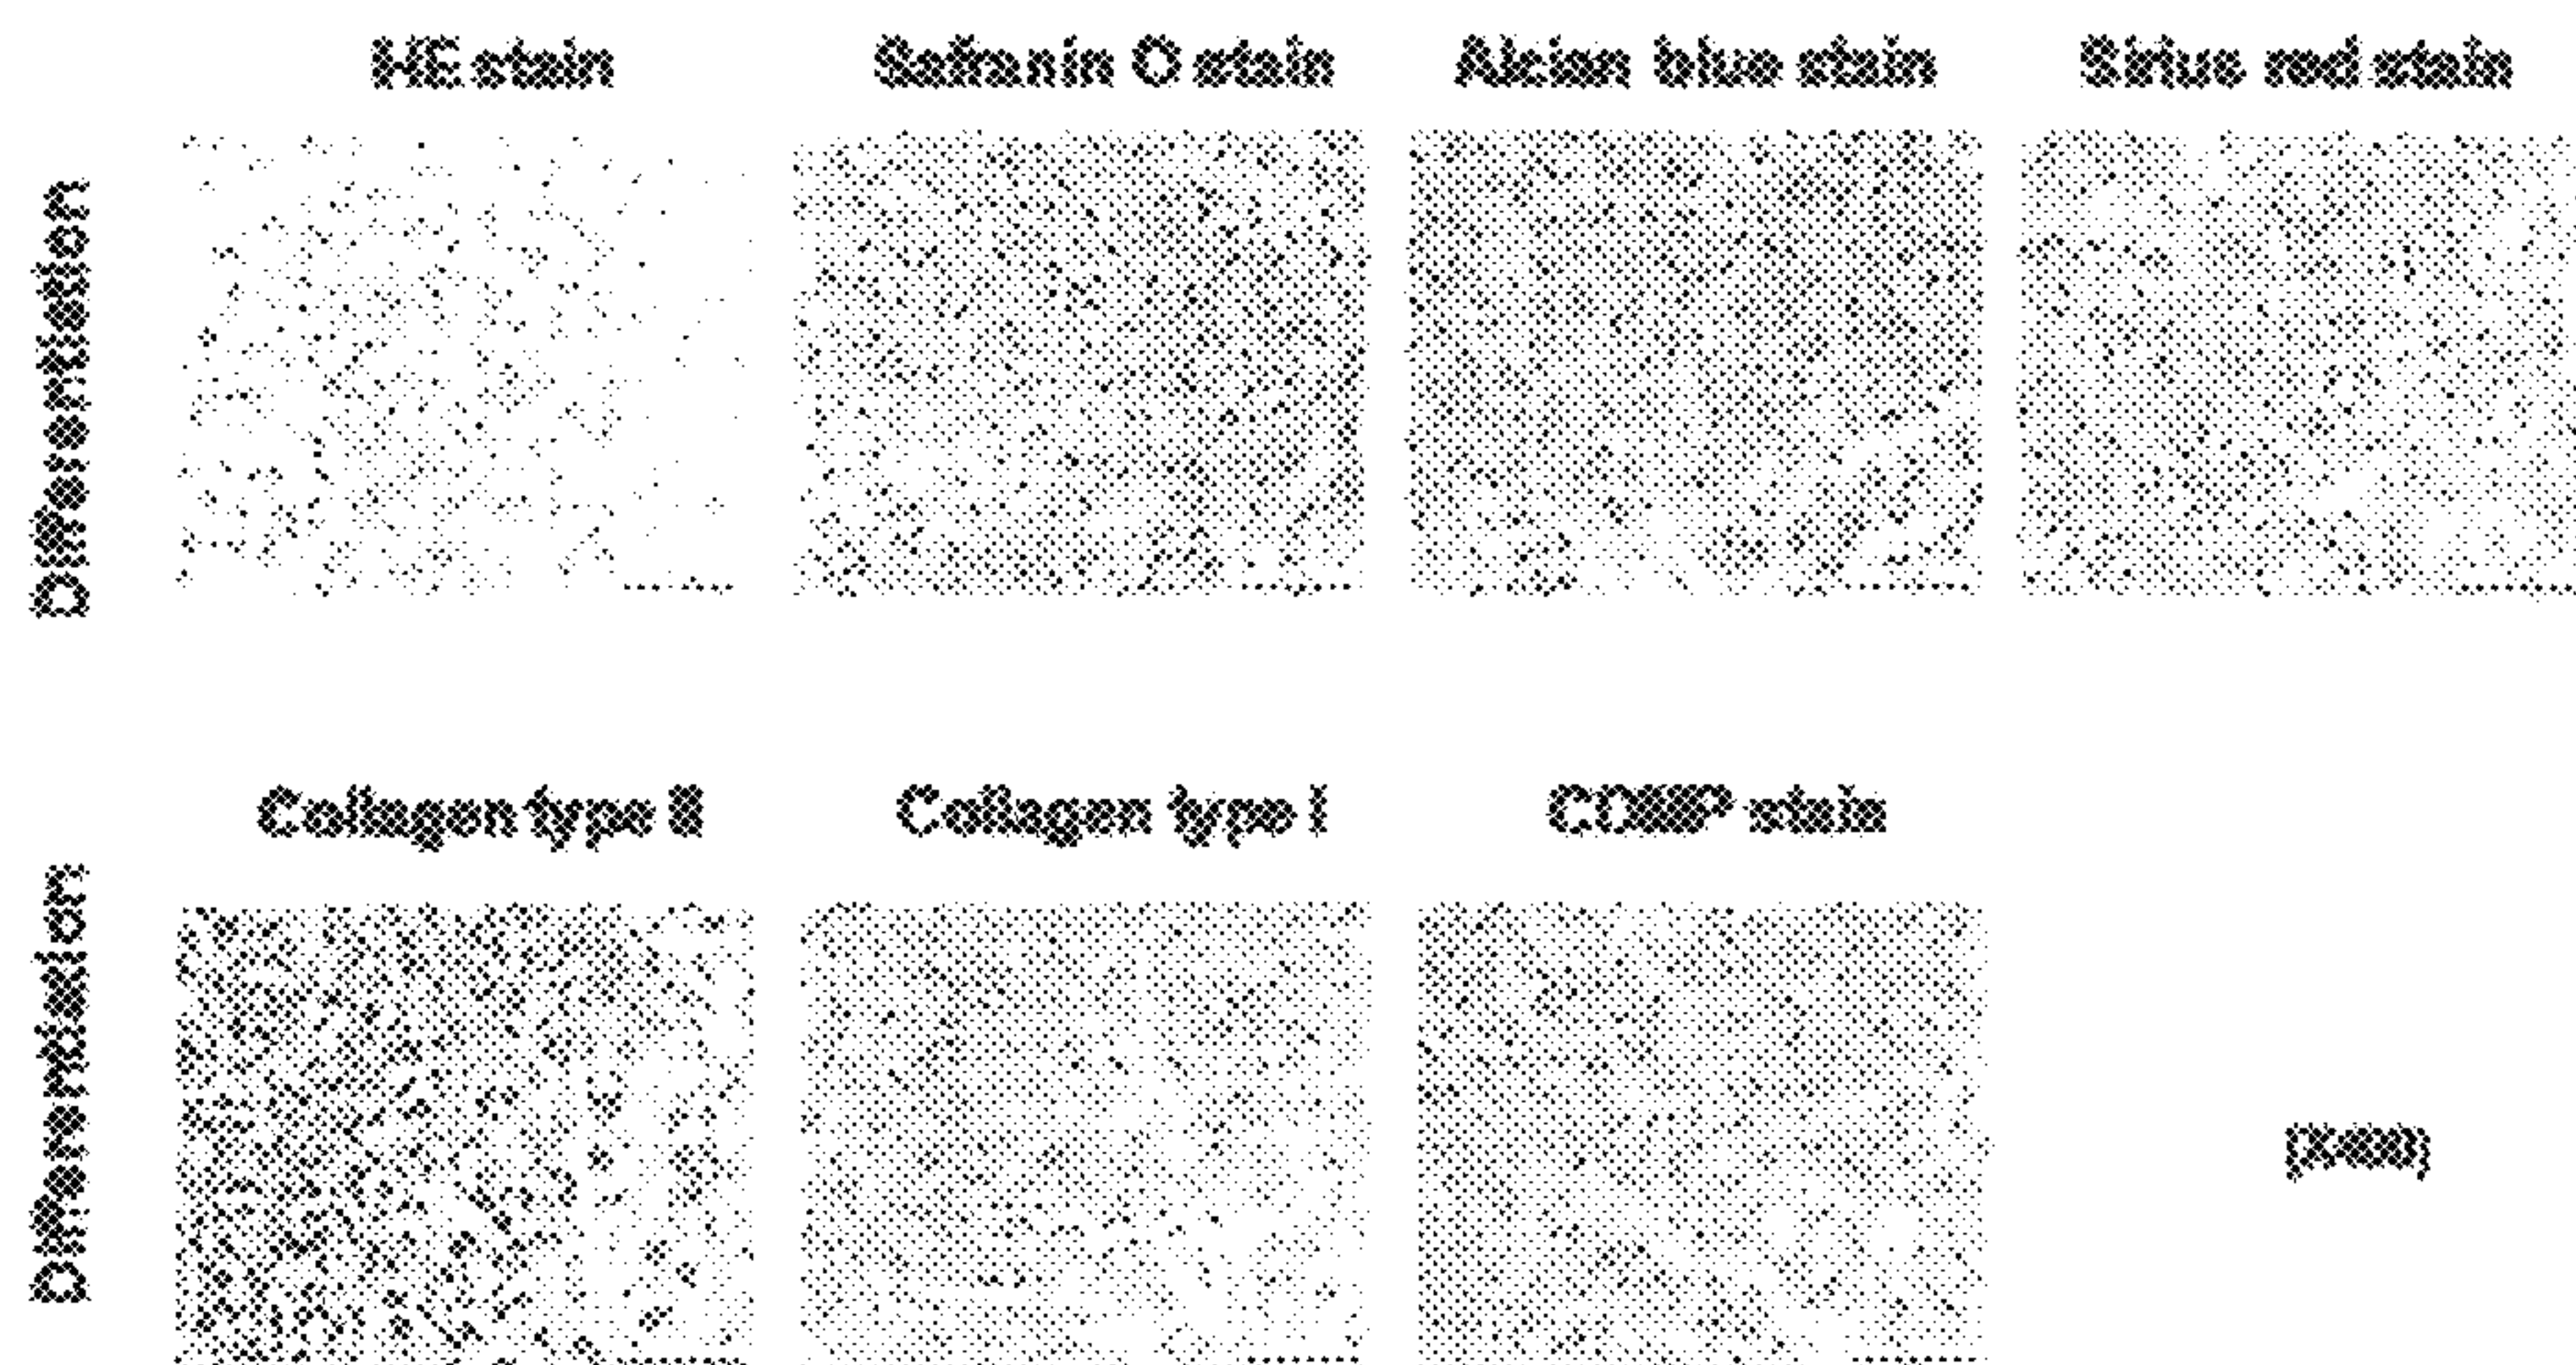 HE stain
Safranin O stain
Alcian blue stain
Sirius red stain
Differentiation
Collagen type II
Collagen type I
COMP stain
Differentiation
(X400)